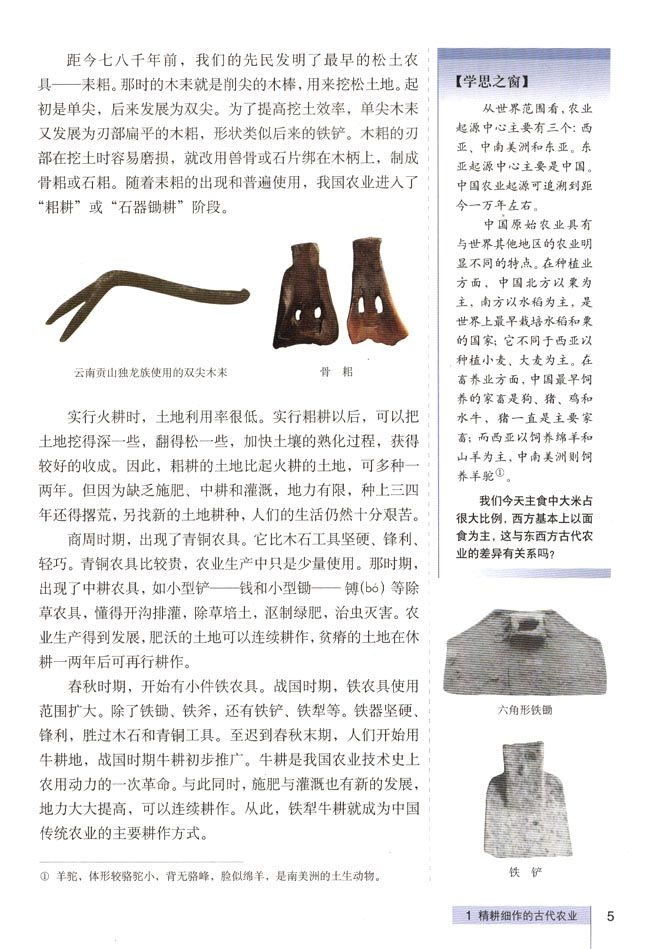 距今七八千年前，我们的先民发明了最早的松土农
具——耒耜。那时的木耒就是削尖的木棒，用来挖松土地。起
初是单尖，后来发展为双尖。为了提高挖土效率，单尖木耒
又发展为刃部扁平的木耜，形状类似后来的铁铲。木耜的刃
部在挖土时容易磨损，就改用兽骨或石片绑在木柄上，制成
骨耜或石耜。随着耒耜的出现和普遍使用，我国农业进入了
“耜耕”或“石器锄耕”阶段。
云南贡山独龙族使用的双尖木耒
骨 耜
实行火耕时，土地利用率很低。实行耜耕以后，可以把
土地挖得深一些，翻得松一些，加快土壤的熟化过程，获得
较好的收成。因此，耜耕的土地比起火耕的土地，可多种一
两年。但因为缺乏施肥、中耕和灌溉，地力有限，种上三四
年还得撂荒，另找新的土地耕种，人们的生活仍然十分艰苦。
商周时期，出现了青铜农具。它比木石工具坚硬、锋利、
轻巧。青铜农具比较贵，农业生产中只是少量使用。那时期，
出现了中耕农具，如小型铲——钱和小型锄——镈(bó)等除
草农具，懂得开沟排灌，除草培土，沤制绿肥，治虫灭害。农
业生产得到发展，肥沃的土地可以连续耕作，贫瘠的土地在休
耕一两年后可再行耕作。
春秋时期，开始有小件铁农具。战国时期，铁农具使用
范围扩大。除了铁锄、铁斧，还有铁铲、铁犁等。铁器坚硬、
锋利，胜过木石和青铜工具。至迟到春秋末期，人们开始用
牛耕地，战国时期牛耕初步推广。牛耕是我国农业技术史上
农用动力的一次革命。与此同时，施肥与灌溉也有新的发展，
地力大大提高，可以连续耕作。从此，铁犁牛耕就成为中国
传统农业的主要耕作方式。
① 羊驼，体形较骆驼小，背无骆峰，脸似绵羊，是南美洲的土生动物。
【学思之窗】
从世界范围看，农业
起源中心主要有三个：西
亚、中南美洲和东亚。东
亚起源中心主要是中国。
中国农业起源可追溯到距
今一万年左右。
中国原始农业具有
与世界其他地区的农业明
显不同的特点。在种植业
方面，中国北方以粟为
主，南方以水稻为主，是
世界上最早栽培水稻和粟
的国家；它不同于西亚以
种植小麦、大麦为主。在
畜养业方面，中国最早饲
养的家畜是狗、猪、鸡和
水牛，猪一直是主要家
畜；而西亚以饲养绵羊和
山羊为主，中南美洲则饲
养羊驼①。
我们今天主食中大米占
很大比例，西方基本上以面
食为主，这与东西方古代农
业的差异有关系吗？
六角形铁锄
铁 铲
1 精耕细作的古代农业 5